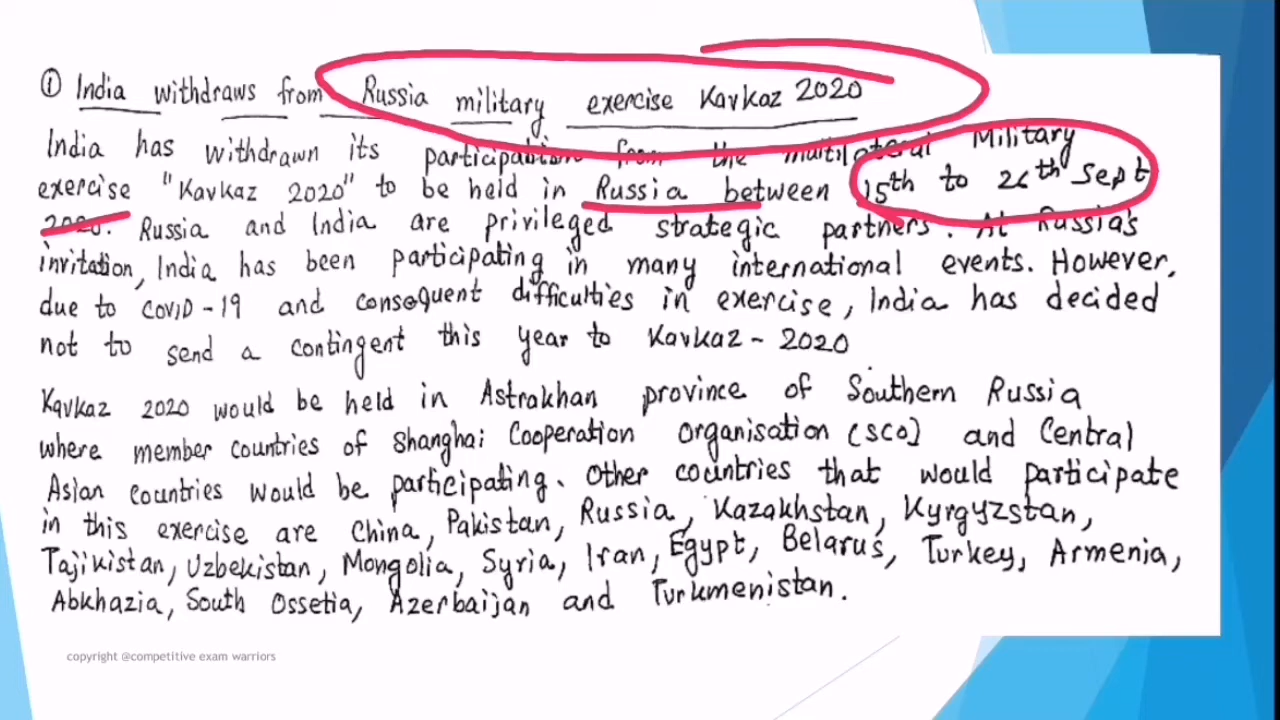 ① India withdraws from Russia military exercise Kavkaz 2020
India has withdrawn its participation from the multilateral Military
exercise "Kavkaz 2020" to be held in Russia between 15th to 26th Sept
2020. Russia and India are privileged strategic partners. At Russia's
invitation, India has been participating in many international events. However,
due to COVID-19 and consequent difficulties in exercise, India has decided
not to send a contingent this year to Kavkaz-2020
Kavkaz 2020 would be held in Astrakhan province of Southern Russia
where member countries of Shanghai Cooperation Organisation [SCO] and Central
Asian countries would be participating. Other countries that would participate
in this exercise are China, Pakistan, Russia, Kazakhstan, Kyrgyzstan,
Tajikistan, Uzbekistan, Mongolia, Syria, Iran, Egypt, Belarus, Turkey, Armenia,
Abkhazia, South Ossetia, Azerbaijan and Turkmenistan.
copyright @competitive exam warriors